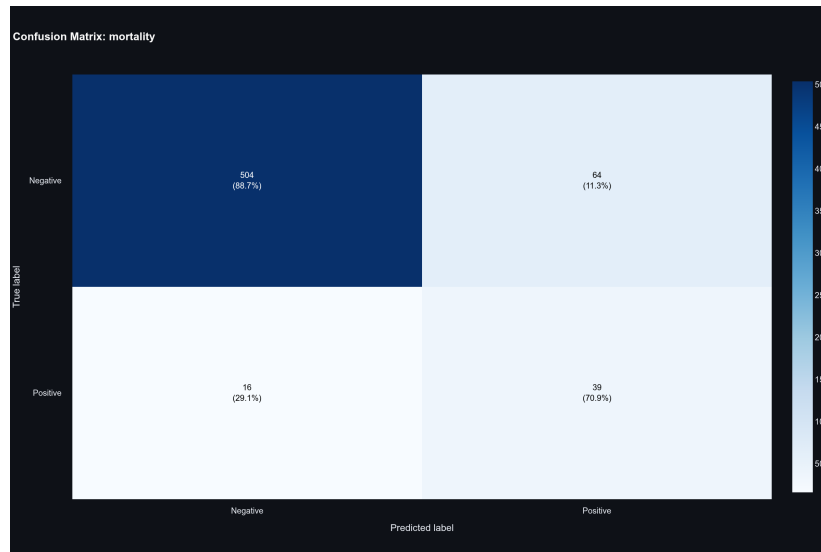 Confusion Matrix: mortality
504
(88.7%)
64
(11.3%)
Negative
True label
16
(29.1%)
39
(70.9%)
Positive
Negative
Positive
Predicted label
50